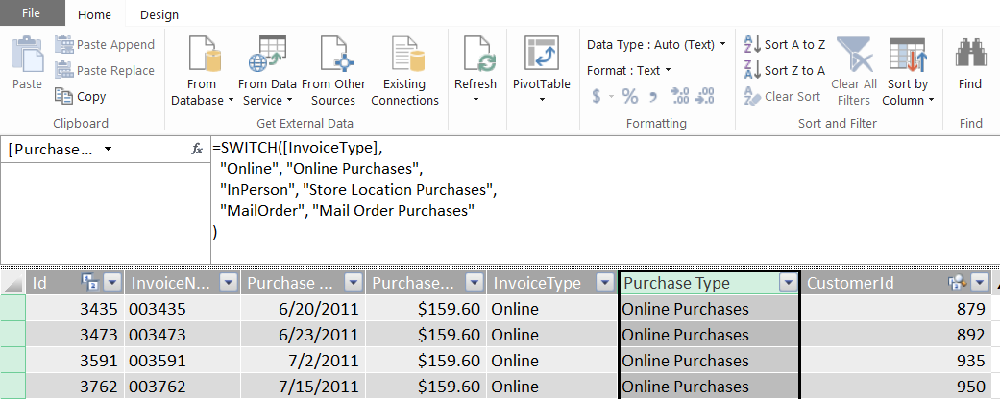 File Home Design
Paste
Paste Append
Paste Replace
Copy
Clipboard
From Database
From Data Service
From Other Sources
Existing Connections
Get External Data
Refresh
PivotTable
Data Type : Auto (Text)
Format : Text
$ % , .00 .00
Formatting
Sort A to Z
Sort Z to A
Clear Sort
Clear All Filters
Sort by Column
Sort and Filter
Find
Find
[Purchase... fx =SWITCH([InvoiceType],
"Online", "Online Purchases",
"InPerson", "Store Location Purchases",
"MailOrder", "Mail Order Purchases"
)
Id InvoiceN... Purchase ... Purchase... InvoiceType Purchase Type CustomerId
3435 003435 6/20/2011 $159.60 Online Online Purchases 879
3473 003473 6/23/2011 $159.60 Online Online Purchases 892
3591 003591 7/2/2011 $159.60 Online Online Purchases 935
3762 003762 7/15/2011 $159.60 Online Online Purchases 950